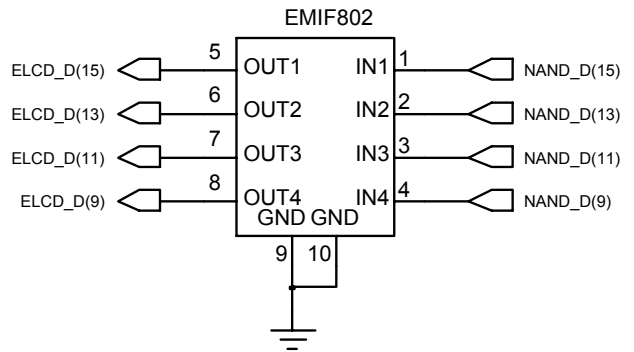 EMIF802
ELCD_D(15) 5 OUT1 IN1 1 NAND_D(15)
ELCD_D(13) 6 OUT2 IN2 2 NAND_D(13)
ELCD_D(11) 7 OUT3 IN3 3 NAND_D(11)
ELCD_D(9) 8 OUT4 IN4 4 NAND_D(9)
GND GND
9 10